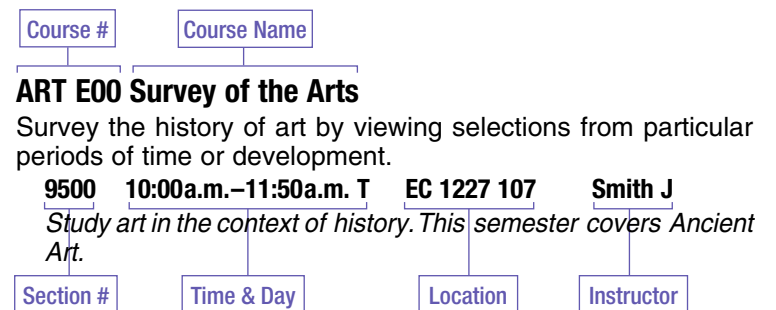 Course # Course Name
ART E00 Survey of the Arts
Survey the history of art by viewing selections from particular
periods of time or development.
9500 10:00a.m.–11:50a.m. T EC 1227 107 Smith J
Study art in the context of history. This semester covers Ancient
Art.
Section # Time & Day Location Instructor